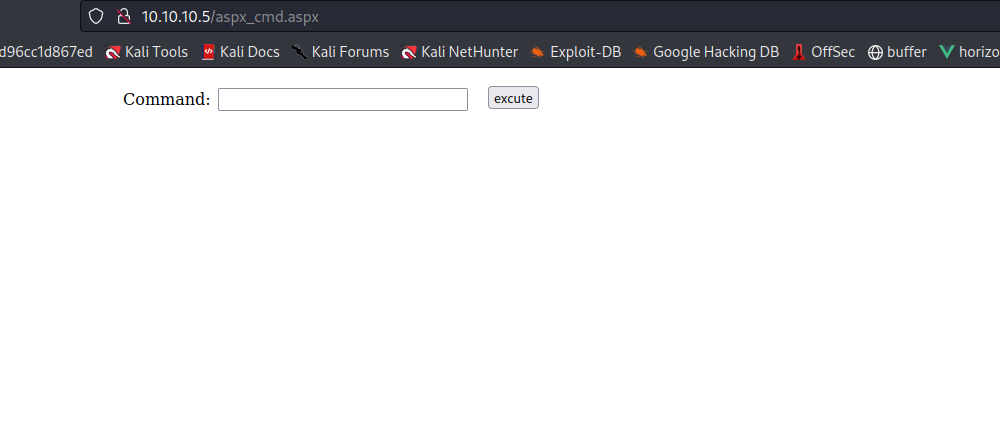 10.10.10.5/aspx_cmd.aspx
d96cc1d867ed Kali Tools Kali Docs Kali Forums Kali NetHunter Exploit-DB Google Hacking DB OffSec buffer horizo
Command: excute